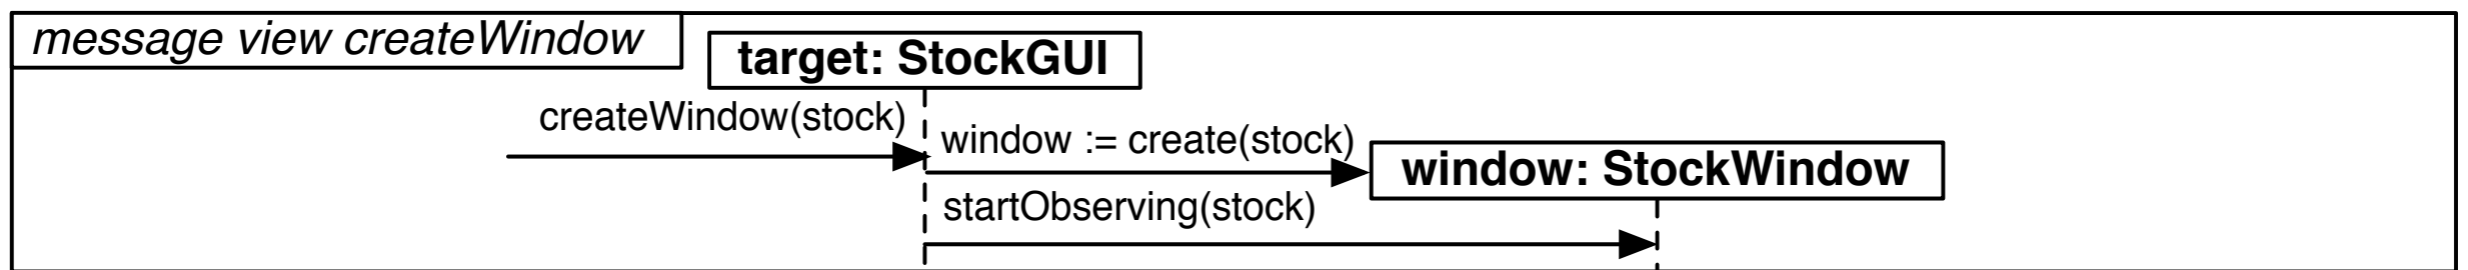 message view createWindow
target: StockGUI
createWindow(stock)
window := create(stock)
window: StockWindow
startObserving(stock)